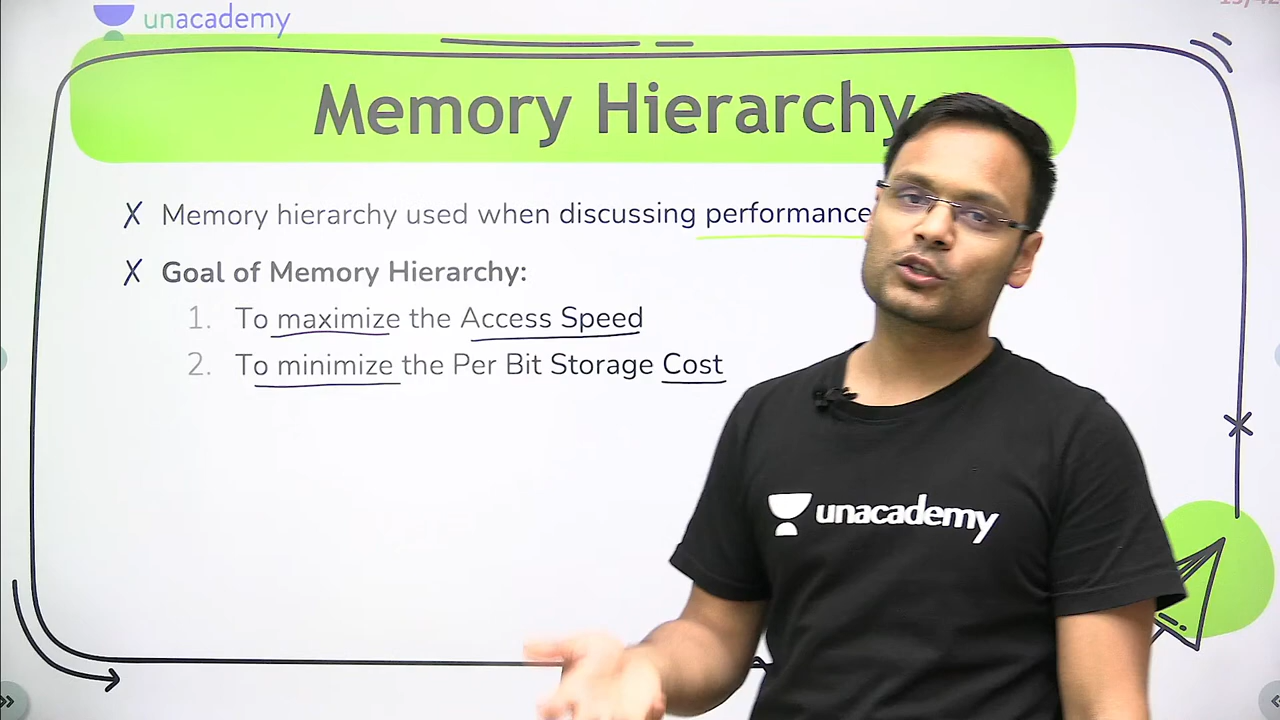 unacademy
Memory Hierarchy
Memory hierarchy used when discussing performance
Goal of Memory Hierarchy:
1. To maximize the Access Speed
2. To minimize the Per Bit Storage Cost
unacademy